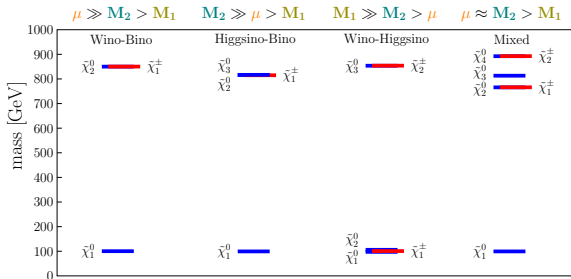 μ ≫ M₂ > M₁ M₂ ≫ μ > M₁ M₁ ≫ M₂ > μ μ ≈ M₂ > M₁
1000
Wino-Bino Higgsino-Bino Wino-Higgsino Mixed
900
χ̃₄⁰ χ̃₂±
χ̃₂⁰ χ̃₁± χ̃₃⁰ χ̃₂±
χ̃₃⁰ χ̃₃⁰
χ̃₂⁰ χ̃₁± χ̃₂⁰ χ̃₁±
800
700
600
500
400
300
200
100
0
mass [GeV]
χ̃₂⁰
χ̃₁⁰ χ̃₁⁰ χ̃₁⁰ χ̃₁± χ̃₁⁰